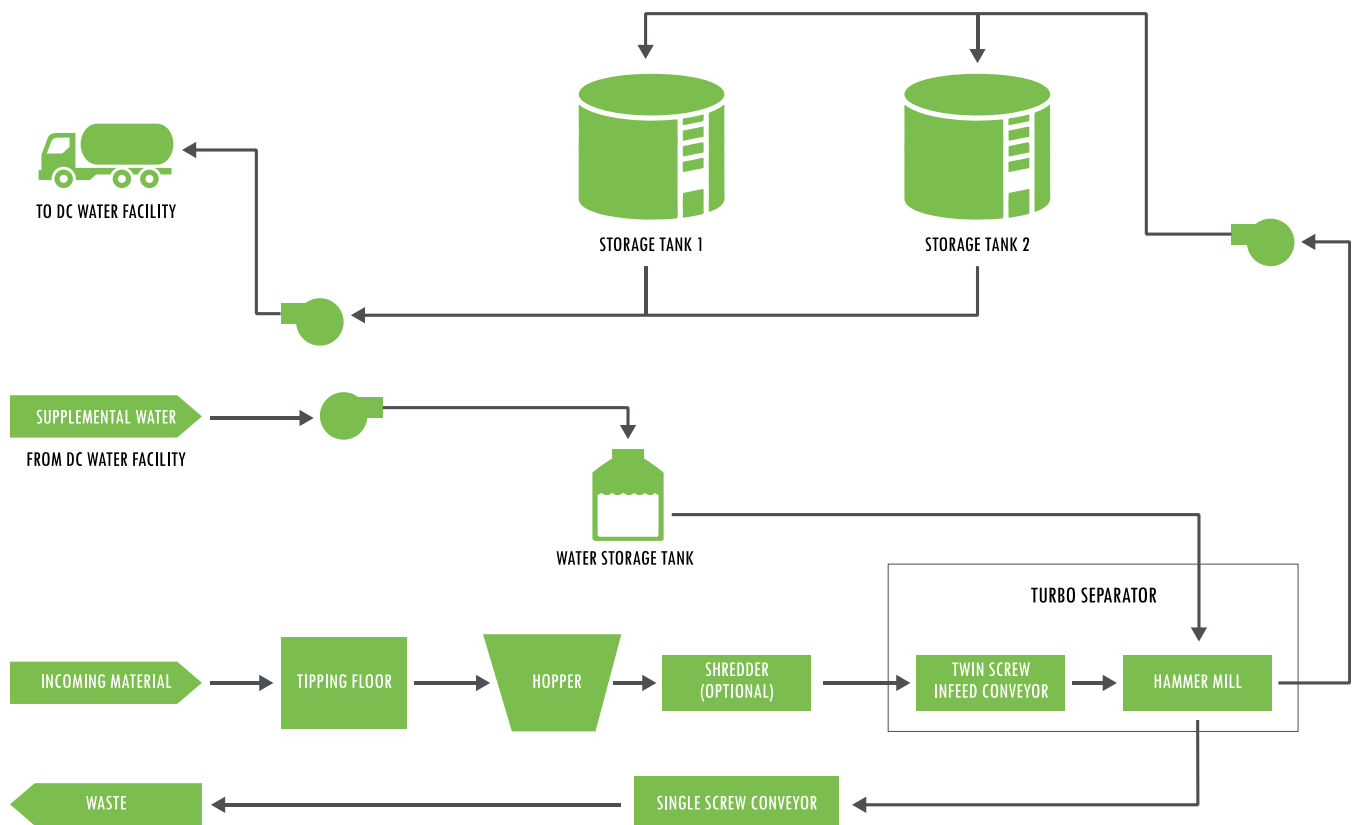 TO DC WATER FACILITY
STORAGE TANK 1
STORAGE TANK 2
SUPPLEMENTAL WATER
FROM DC WATER FACILITY
WATER STORAGE TANK
TURBO SEPARATOR
INCOMING MATERIAL
TIPPING FLOOR
HOPPER
SHREDDER
(OPTIONAL)
TWIN SCREW
INFEED CONVEYOR
HAMMER MILL
WASTE
SINGLE SCREW CONVEYOR